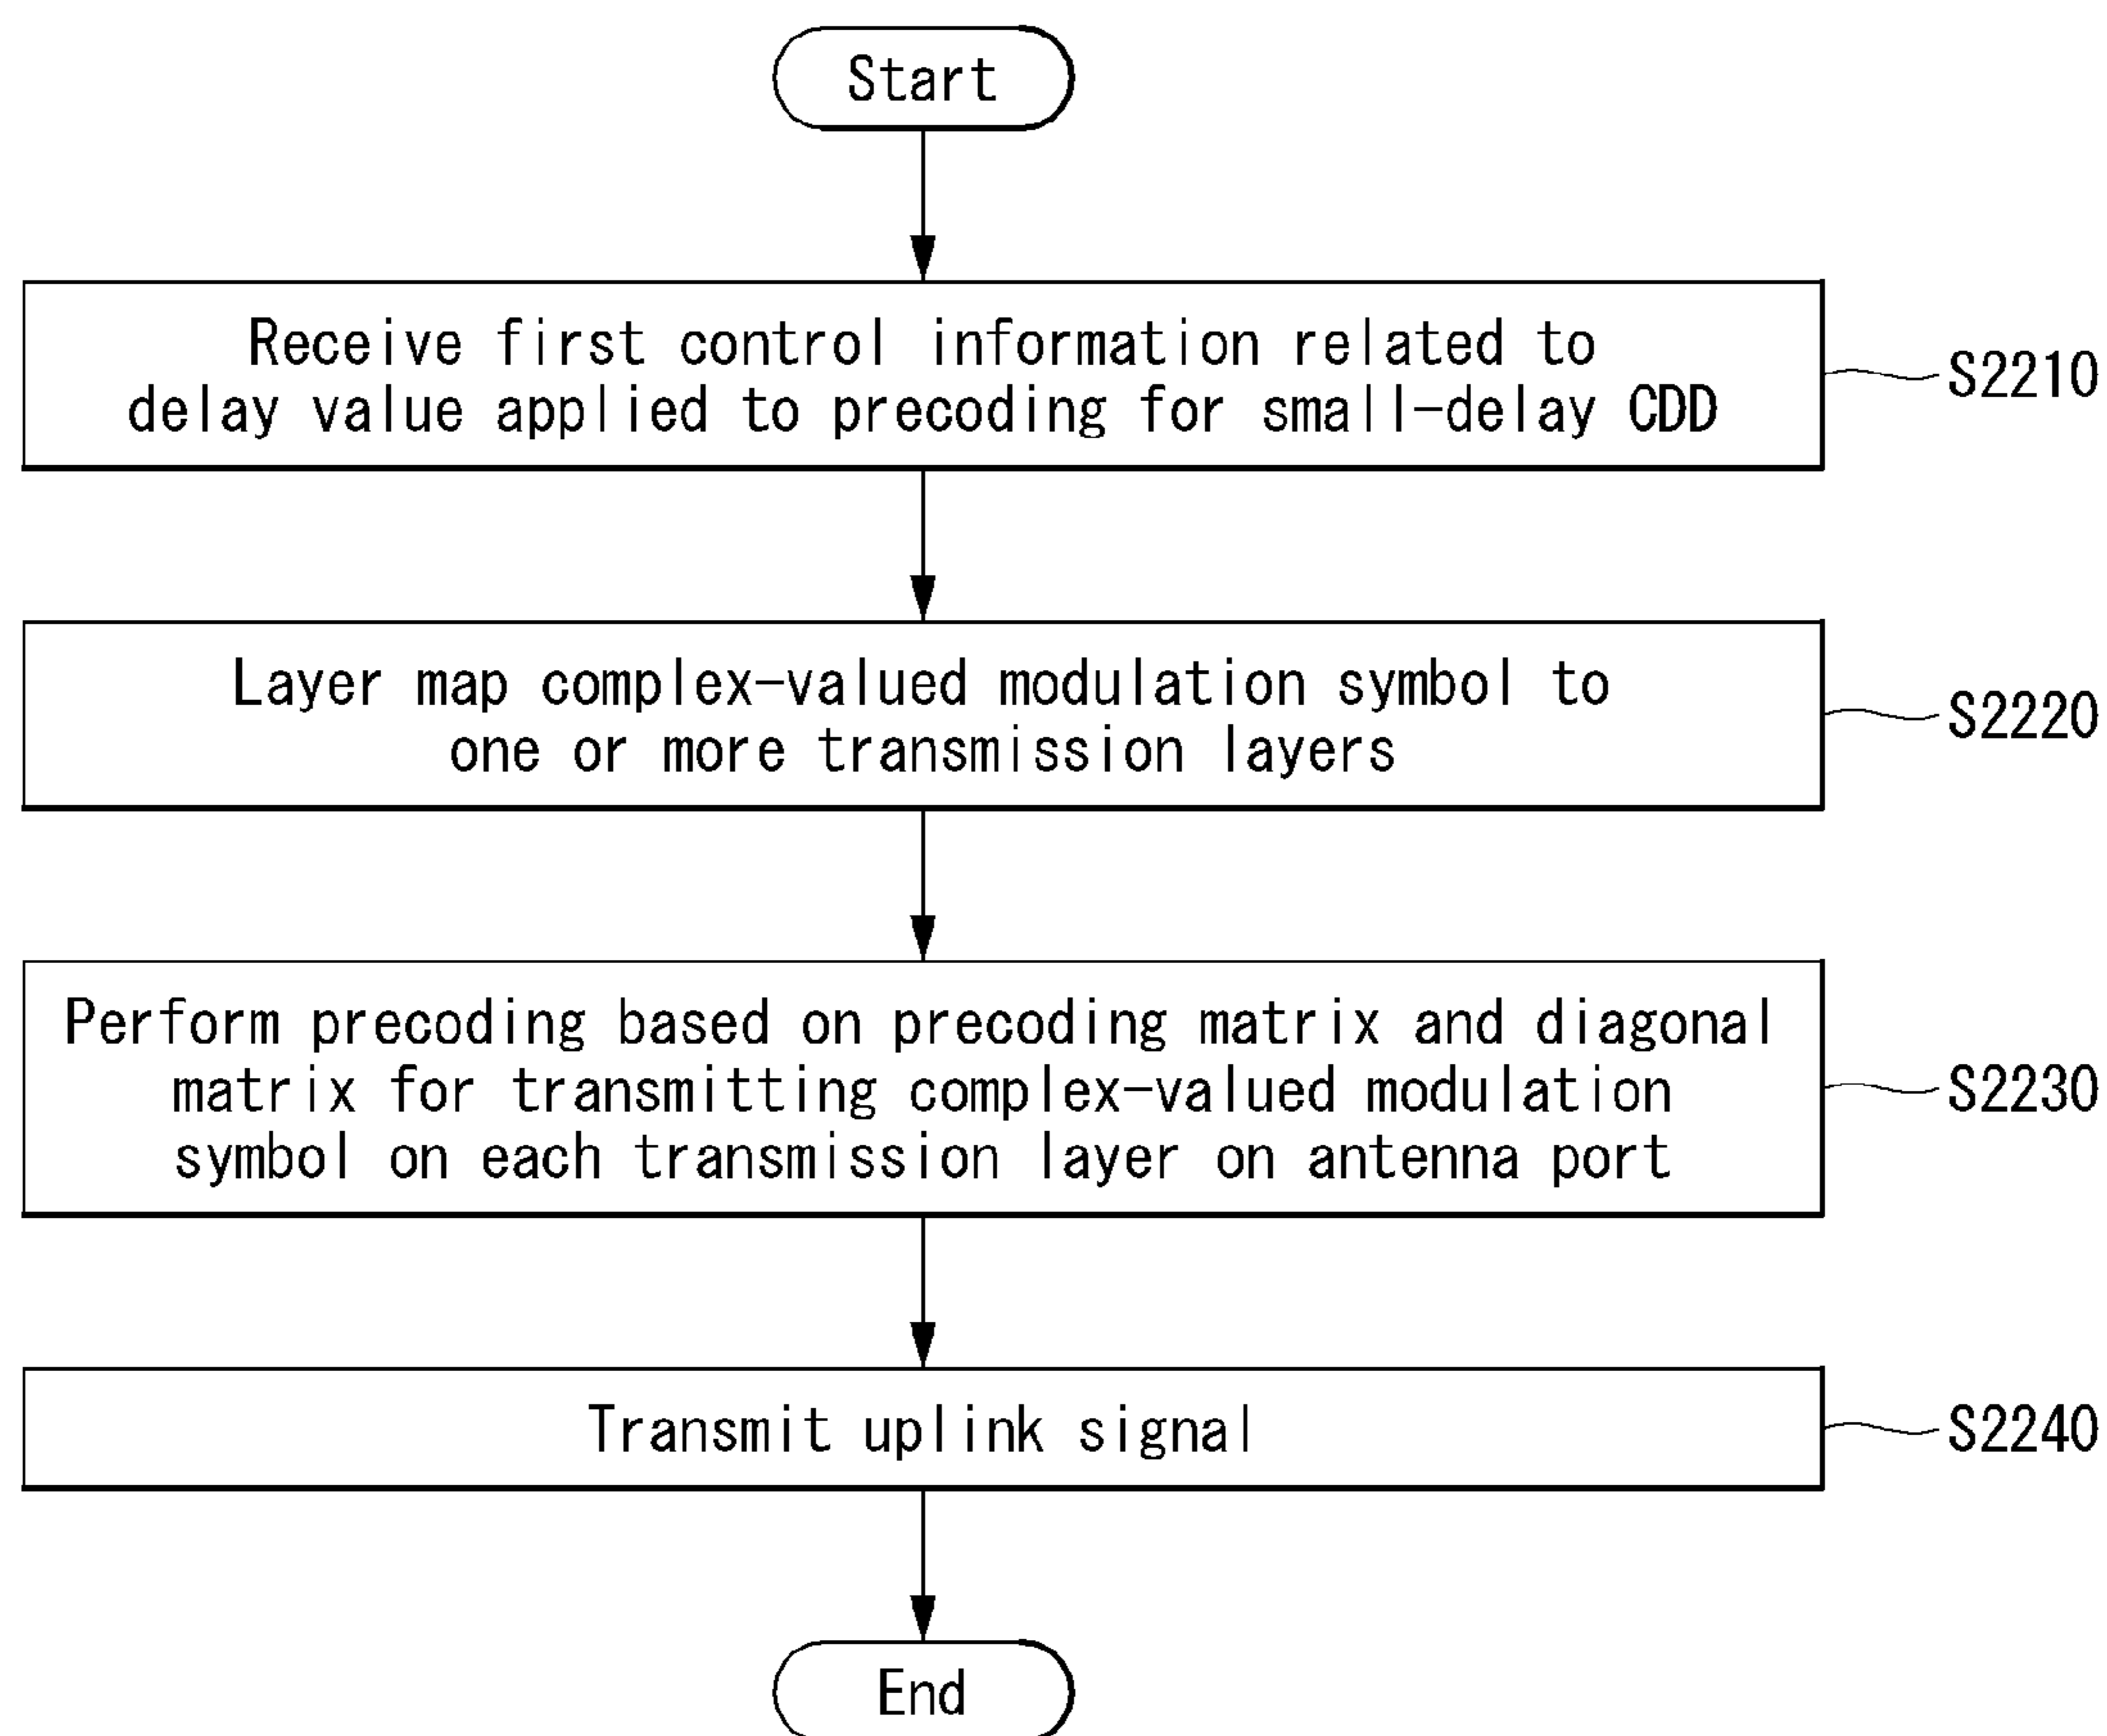 Start
Receive first control information related to
delay value applied to precoding for small-delay CDD
S2210
Layer map complex-valued modulation symbol to
one or more transmission layers
S2220
Perform precoding based on precoding matrix and diagonal
matrix for transmitting complex-valued modulation
symbol on each transmission layer on antenna port
S2230
Transmit uplink signal
S2240
End